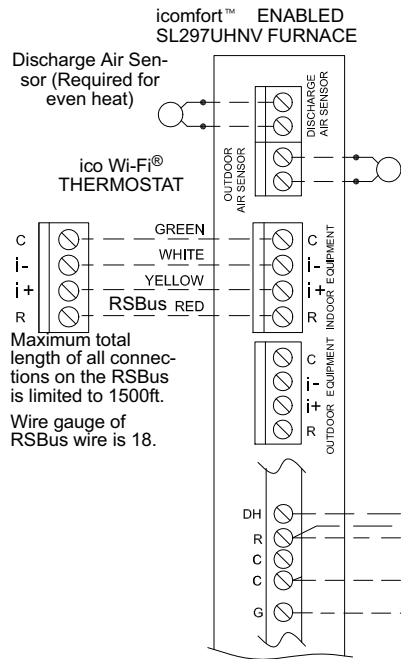 icomfort™ ENABLED
SL297UHNV FURNACE
Discharge Air Sen-
sor (Required for
even heat)
DISCHARGE
AIR SENSOR
OUTDOOR
AIR SENSOR
ico Wi-Fi®
THERMOSTAT
C GREEN C
i- WHITE i-
i+ YELLOW i+
R RSBus RED R
INDOOR EQUIPMENT
Maximum total
length of all connec-
tions on the RSBus
is limited to 1500ft.
Wire gauge of
RSBus wire is 18.
C
i-
i+
R
OUTDOOR EQUIPMENT
DH
R
C
C
G